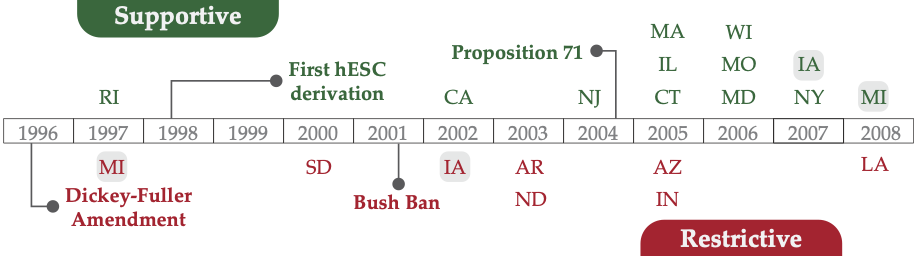 Supportive
MA WI
Proposition 71
First hESC
derivation
IL MO IA
RI CA NJ CT MD NY MI
1996 1997 1998 1999 2000 2001 2002 2003 2004 2005 2006 2007 2008
MI SD IA AR AZ LA
Dickey-Fuller
Amendment
Bush Ban
ND IN
Restrictive